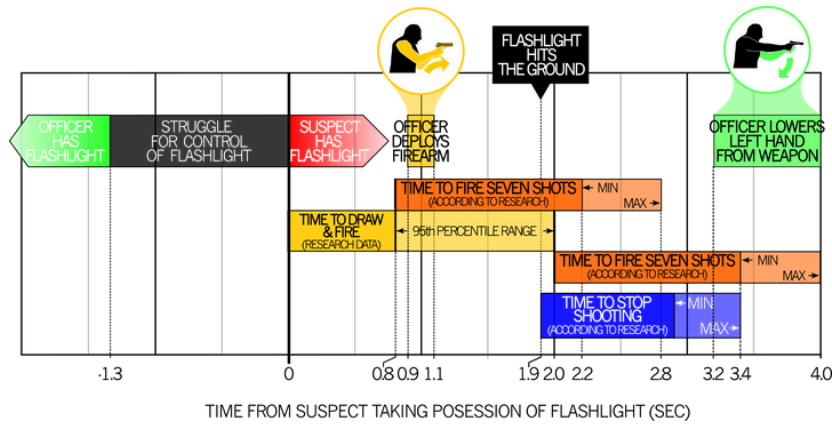 FLASHLIGHT
HITS
THE GROUND
OFFICER
HAS
FLASHLIGHT
STRUGGLE
FOR CONTROL
OF FLASHLIGHT
SUSPECT
HAS
FLASHLIGHT
OFFICER
DEPLOYS
FIREARM
OFFICER LOWERS
LEFT HAND
FROM WEAPON
TIME TO FIRE SEVEN SHOTS
(ACCORDING TO RESEARCH)
MIN
MAX
TIME TO DRAW
& FIRE
(RESEARCH DATA)
95th PERCENTILE RANGE
TIME TO FIRE SEVEN SHOTS
(ACCORDING TO RESEARCH)
MIN
MAX
TIME TO STOP
SHOOTING
(ACCORDING TO RESEARCH)
MIN
MAX
-1.3 0 0.8 0.9 1.1 1.9 2.0 2.2 2.8 3.2 3.4 4.0
TIME FROM SUSPECT TAKING POSESSION OF FLASHLIGHT (SEC)